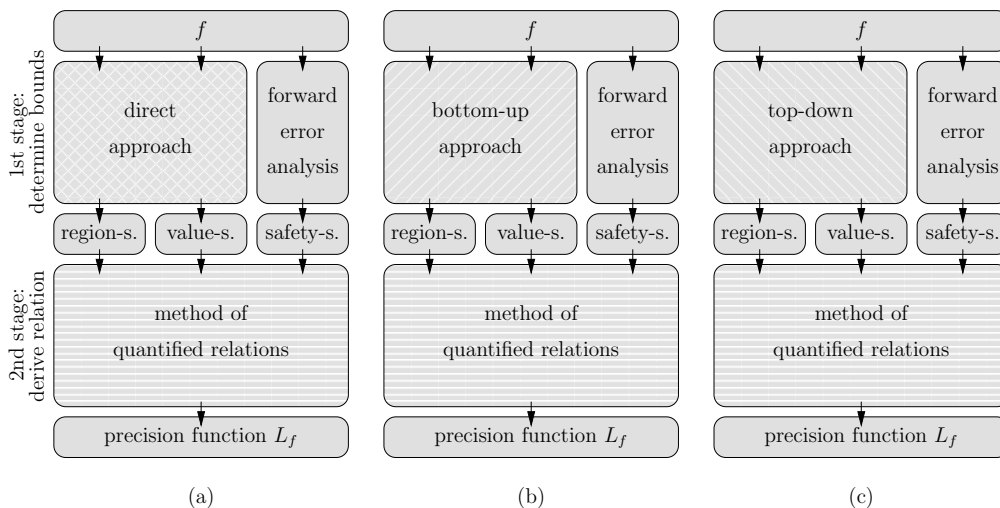 f
f
f
1st stage:
determine bounds
direct
approach
forward
error
analysis
bottom-up
approach
forward
error
analysis
top-down
approach
forward
error
analysis
region-s.
value-s.
safety-s.
region-s.
value-s.
safety-s.
region-s.
value-s.
safety-s.
2nd stage:
derive relation
method of
quantified relations
method of
quantified relations
method of
quantified relations
precision function L_f
precision function L_f
precision function L_f
(a)
(b)
(c)